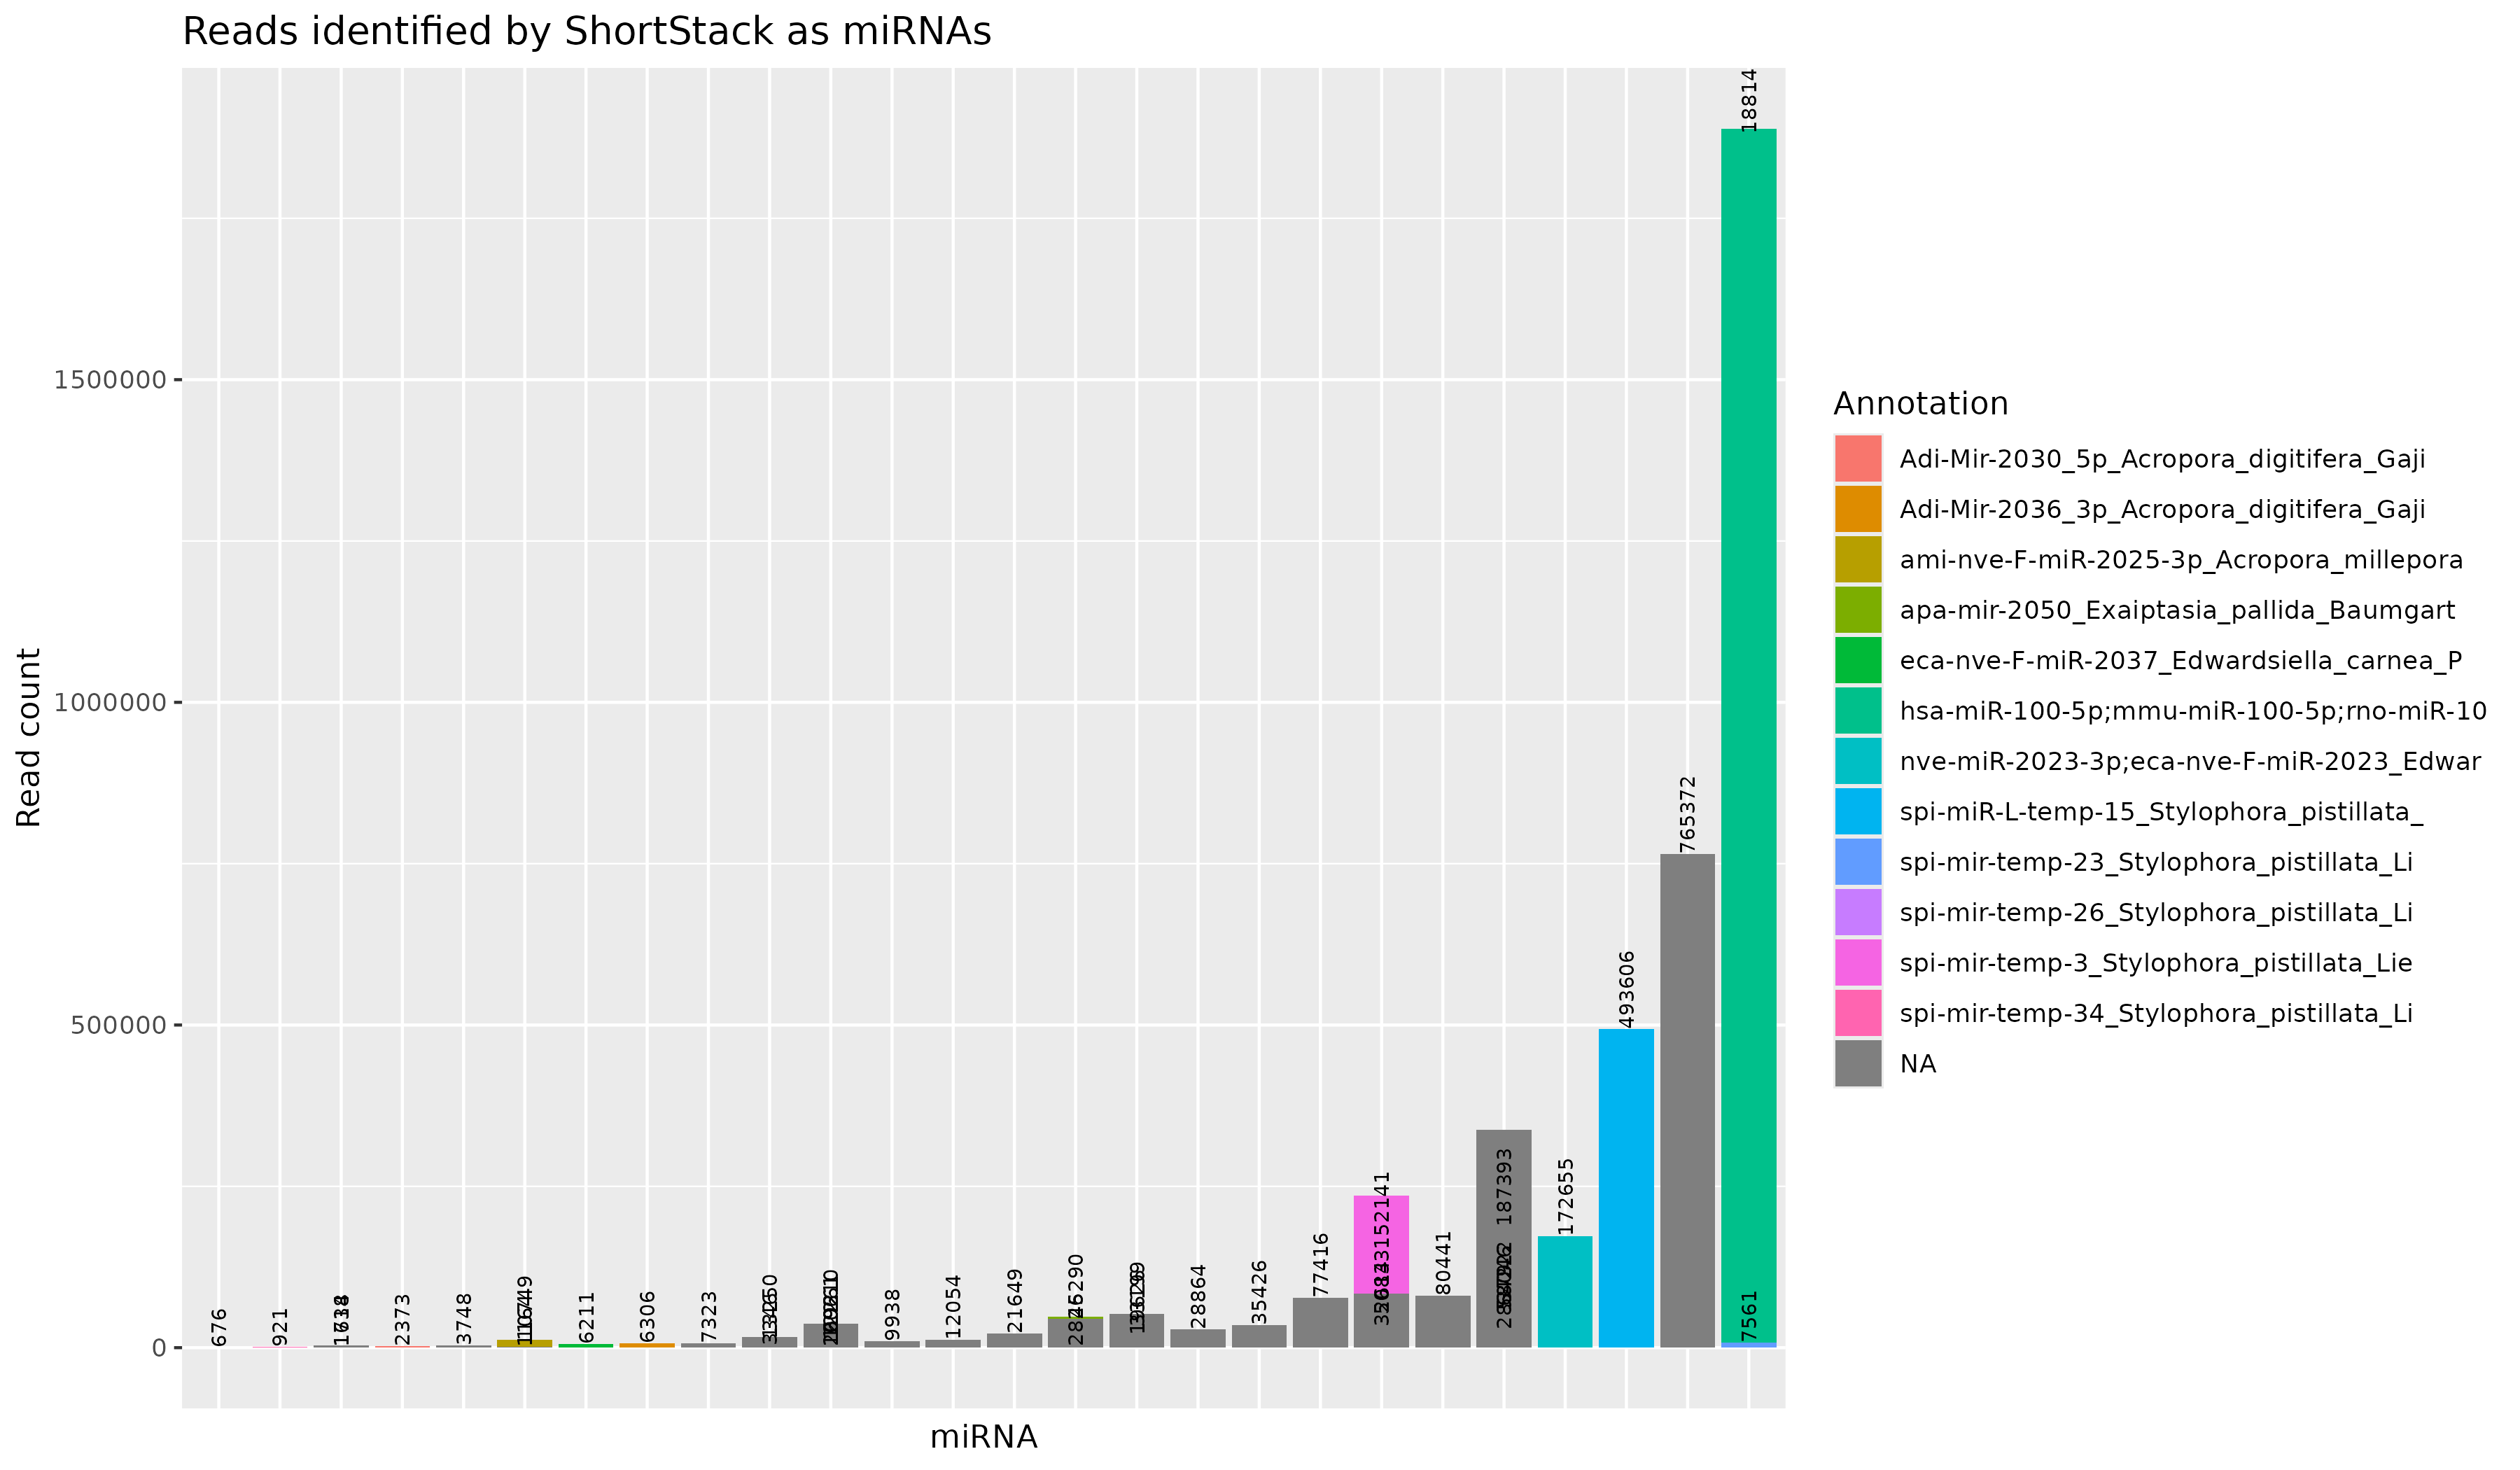 Reads identified by ShortStack as miRNAs
Read count
1500000
1000000
500000
0
676
921
2373
3748
6211
6306
7323
9938
12054
21649
28864
35426
77416
152141
80441
187393
172655
493606
765372
18814
7561
miRNA
Annotation
Adi-Mir-2030_5p_Acropora_digitifera_Gaji
Adi-Mir-2036_3p_Acropora_digitifera_Gaji
ami-nve-F-miR-2025-3p_Acropora_millepora
apa-mir-2050_Exaiptasia_pallida_Baumgart
eca-nve-F-miR-2037_Edwardsiella_carnea_P
hsa-miR-100-5p;mmu-miR-100-5p;rno-miR-10
nve-miR-2023-3p;eca-nve-F-miR-2023_Edwar
spi-miR-L-temp-15_Stylophora_pistillata_
spi-mir-temp-23_Stylophora_pistillata_Li
spi-mir-temp-26_Stylophora_pistillata_Li
spi-mir-temp-3_Stylophora_pistillata_Lie
spi-mir-temp-34_Stylophora_pistillata_Li
NA